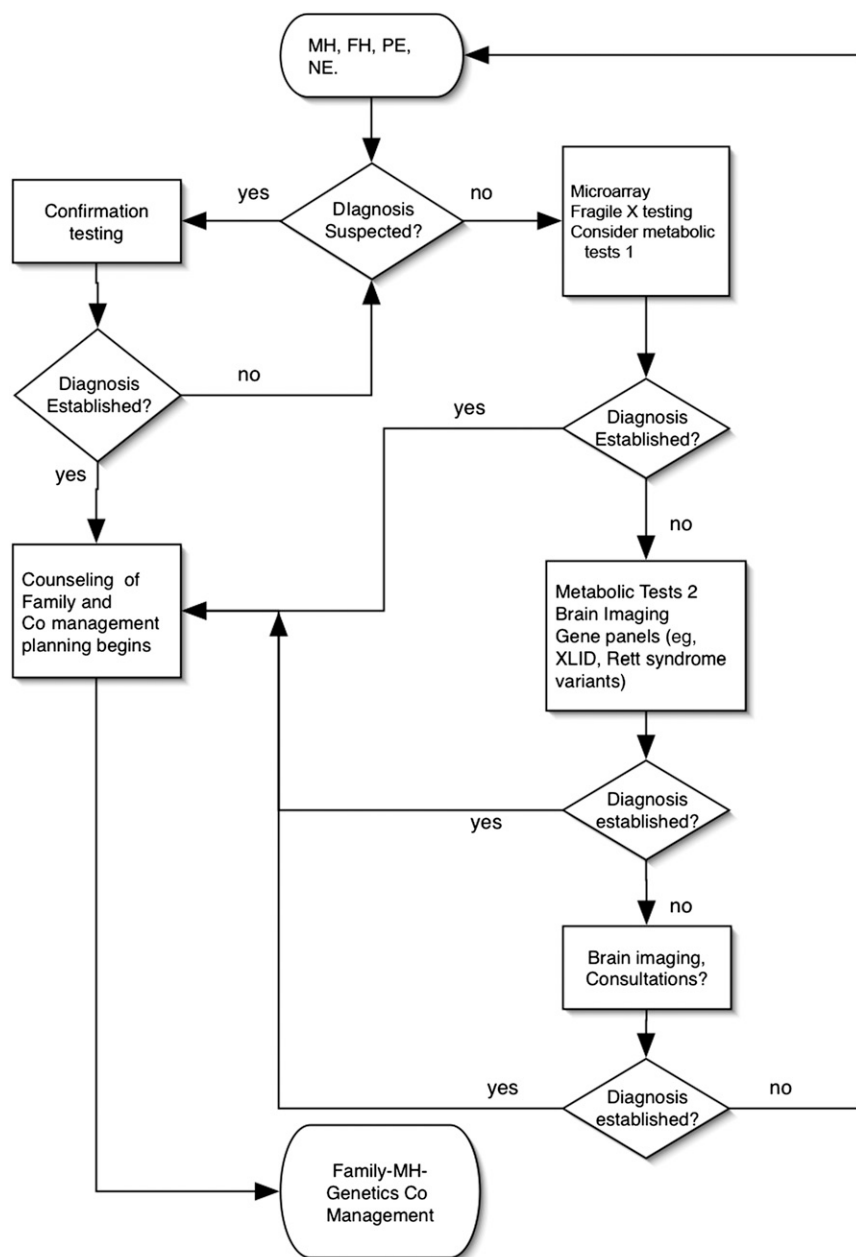 MH, FH, PE,
NE.
yes
no
Confirmation
testing
DIagnosis
Suspected?
Microarray
Fragile X testing
Consider metabolic
tests 1
Diagnosis
Established?
no
yes
yes
Diagnosis
Established?
no
Counseling of
Family and
Co management
planning begins
Metabolic Tests 2
Brain Imaging
Gene panels (eg,
XLID, Rett syndrome
variants)
Diagnosis
established?
yes
no
Brain imaging,
Consultations?
yes
Diagnosis
established?
no
Family-MH-
Genetics Co
Management